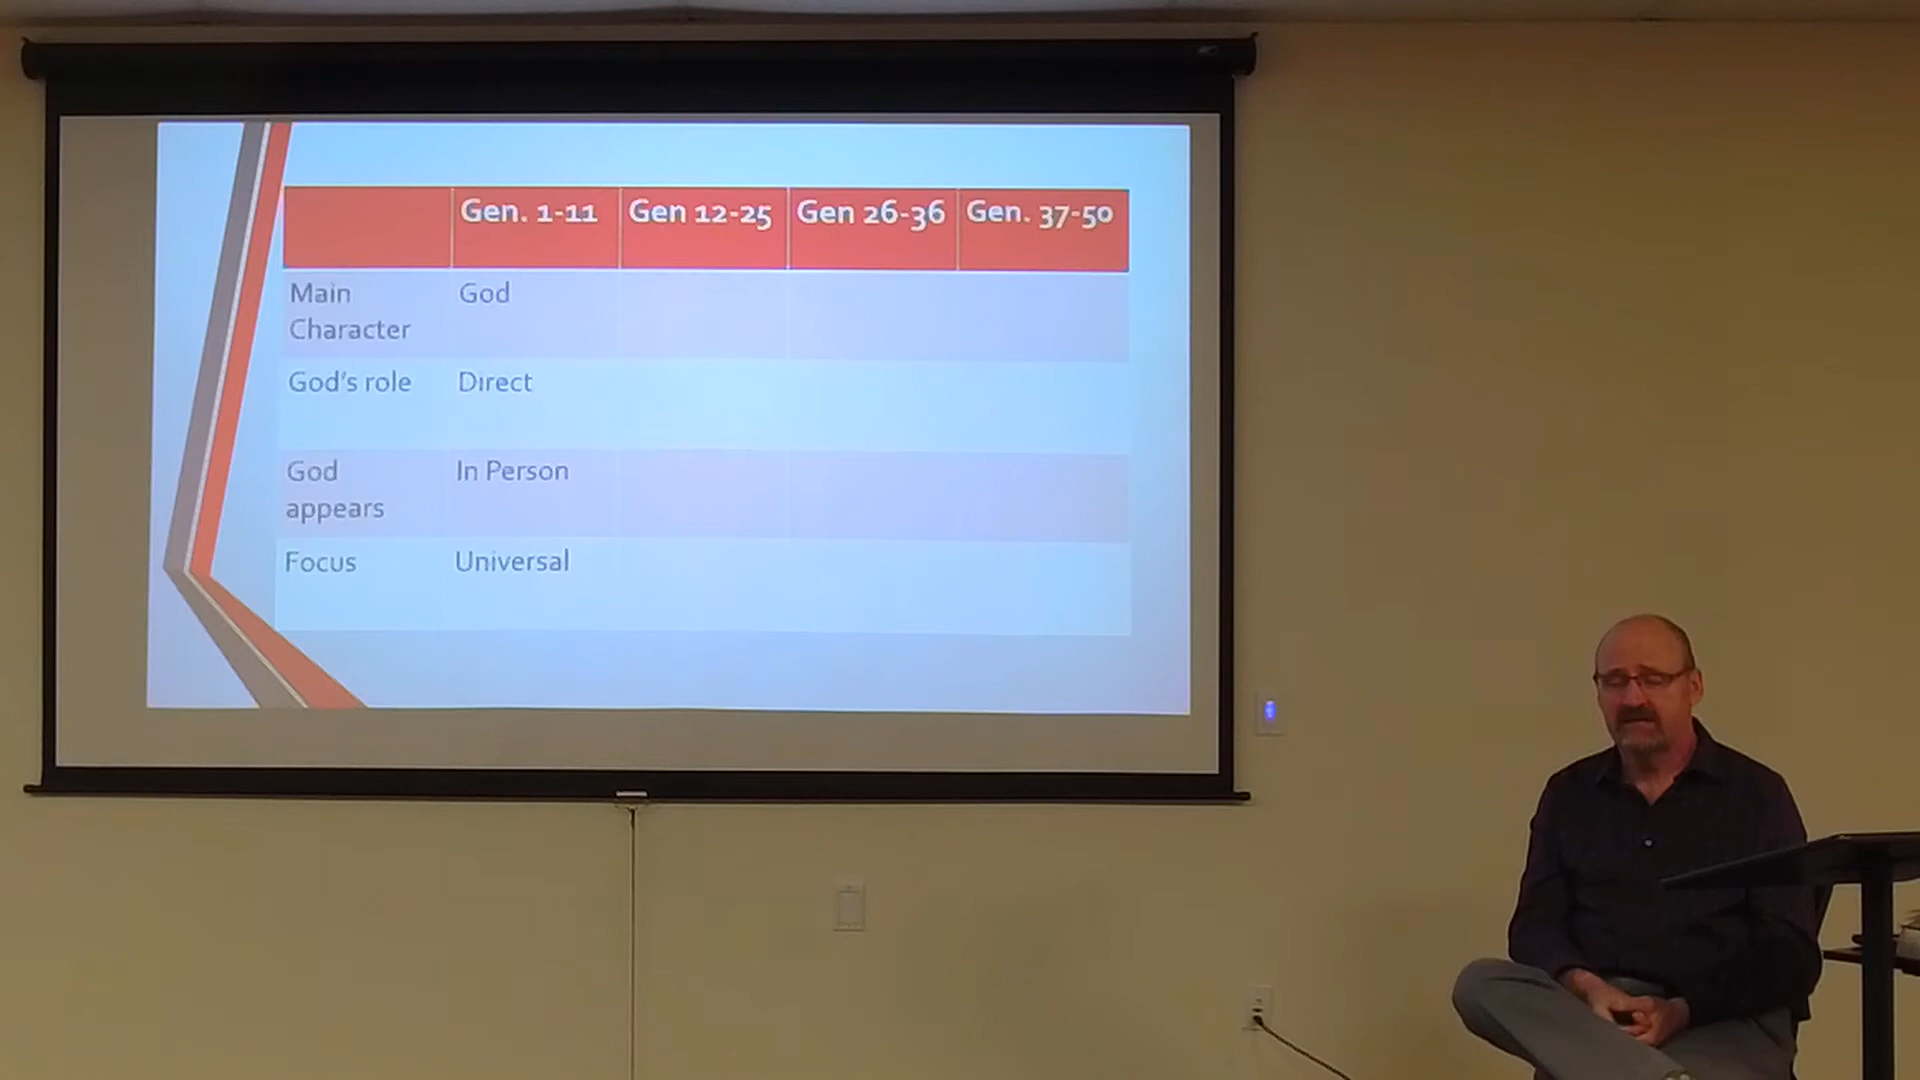 Gen. 1-11 Gen 12-25 Gen 26-36 Gen. 37-50
Main God
Character
God's role Direct
God In Person
appears
Focus Universal